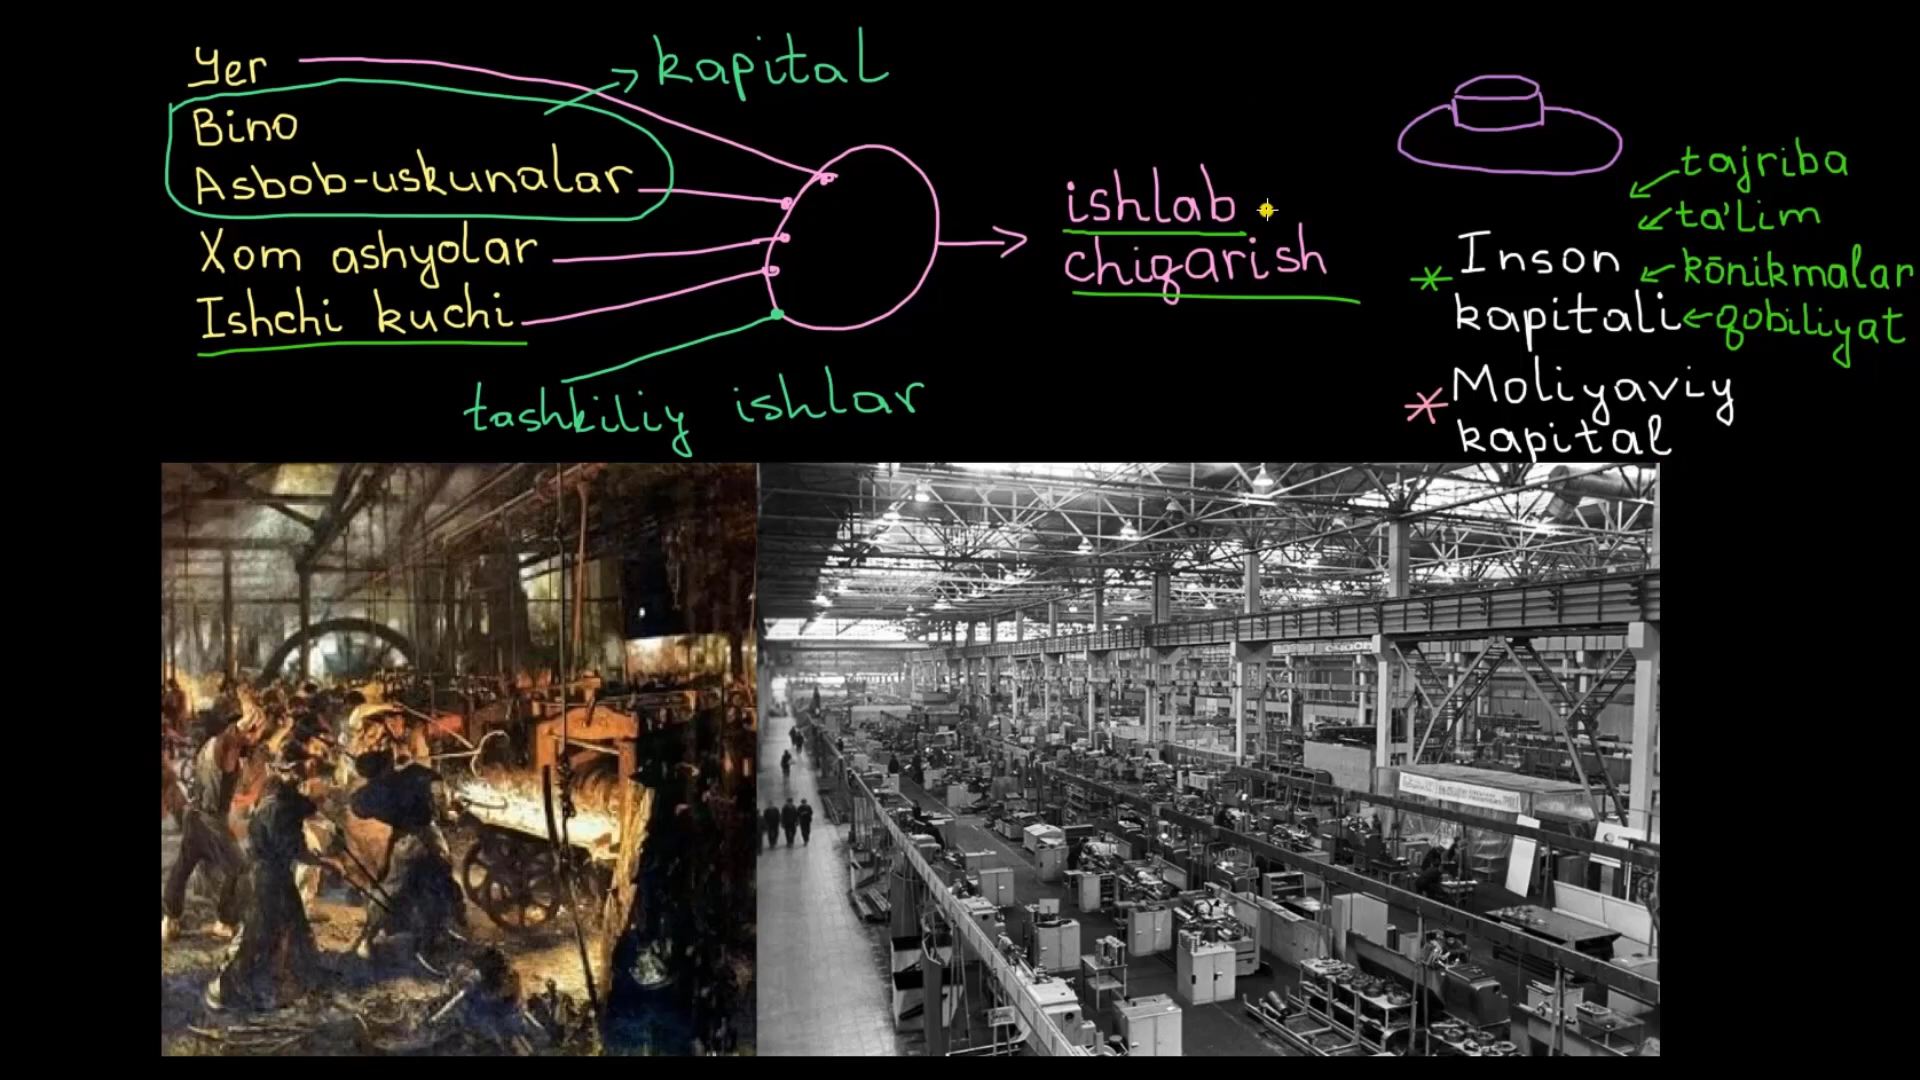 Yer
Bino
Asbob-uskunalar
Xom ashyolar
Ishchi kuchi
kapital
tashkiliy ishlar
ishlab
chiqarish
tajriba
ta'lim
kōnikmalar
qobiliyat
* Inson
kapitali
* Moliyaviy
kapital